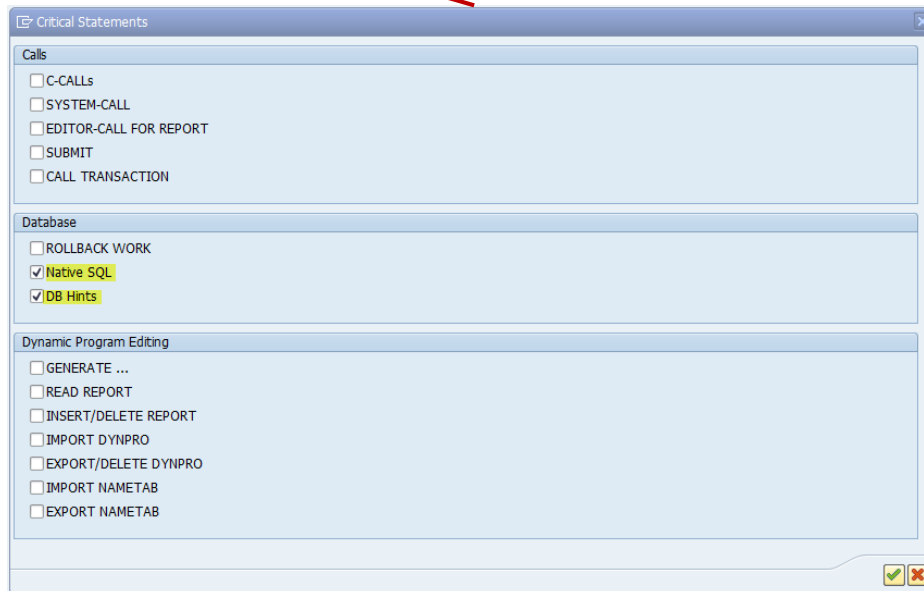 Critical Statements
Calls
C-CALLs
SYSTEM-CALL
EDITOR-CALL FOR REPORT
SUBMIT
CALL TRANSACTION
Database
ROLLBACK WORK
Native SQL
DB Hints
Dynamic Program Editing
GENERATE ...
READ REPORT
INSERT/DELETE REPORT
IMPORT DYNPRO
EXPORT/DELETE DYNPRO
IMPORT NAMETAB
EXPORT NAMETAB